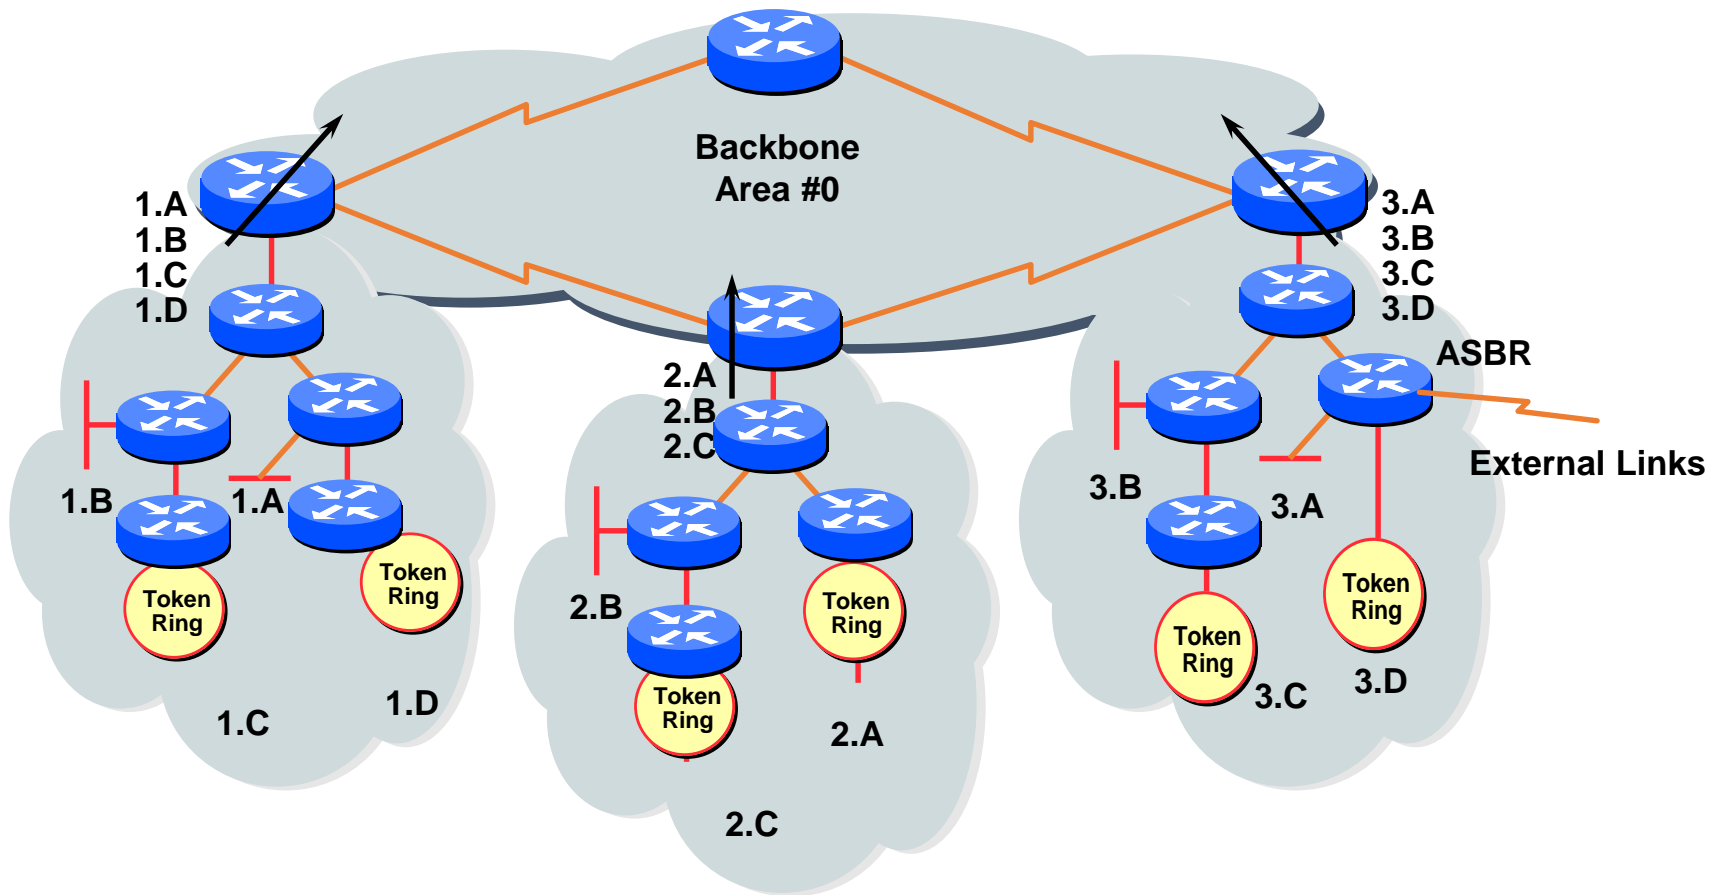 Backbone
Area #0
1.A
1.B
1.C
1.D
3.A
3.B
3.C
3.D
ASBR
External Links
2.A
2.B
2.C
1.B
1.A
Token
Ring
Token
Ring
1.C
1.D
2.B
Token
Ring
Token
Ring
2.A
2.C
3.B
3.A
Token
Ring
Token
Ring
3.C
3.D